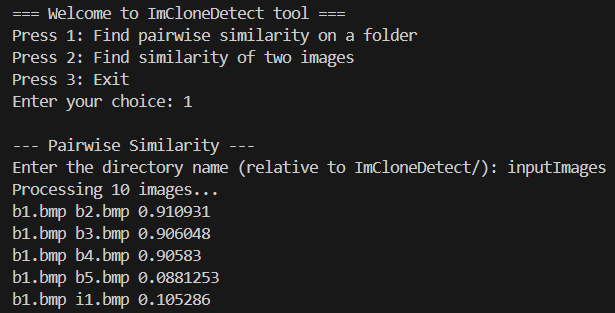 === Welcome to ImCloneDetect tool ===
Press 1: Find pairwise similarity on a folder
Press 2: Find similarity of two images
Press 3: Exit
Enter your choice: 1
--- Pairwise Similarity ---
Enter the directory name (relative to ImCloneDetect/): inputImages
Processing 10 images...
b1.bmp b2.bmp 0.910931
b1.bmp b3.bmp 0.906048
b1.bmp b4.bmp 0.90583
b1.bmp b5.bmp 0.0881253
b1.bmp i1.bmp 0.105286